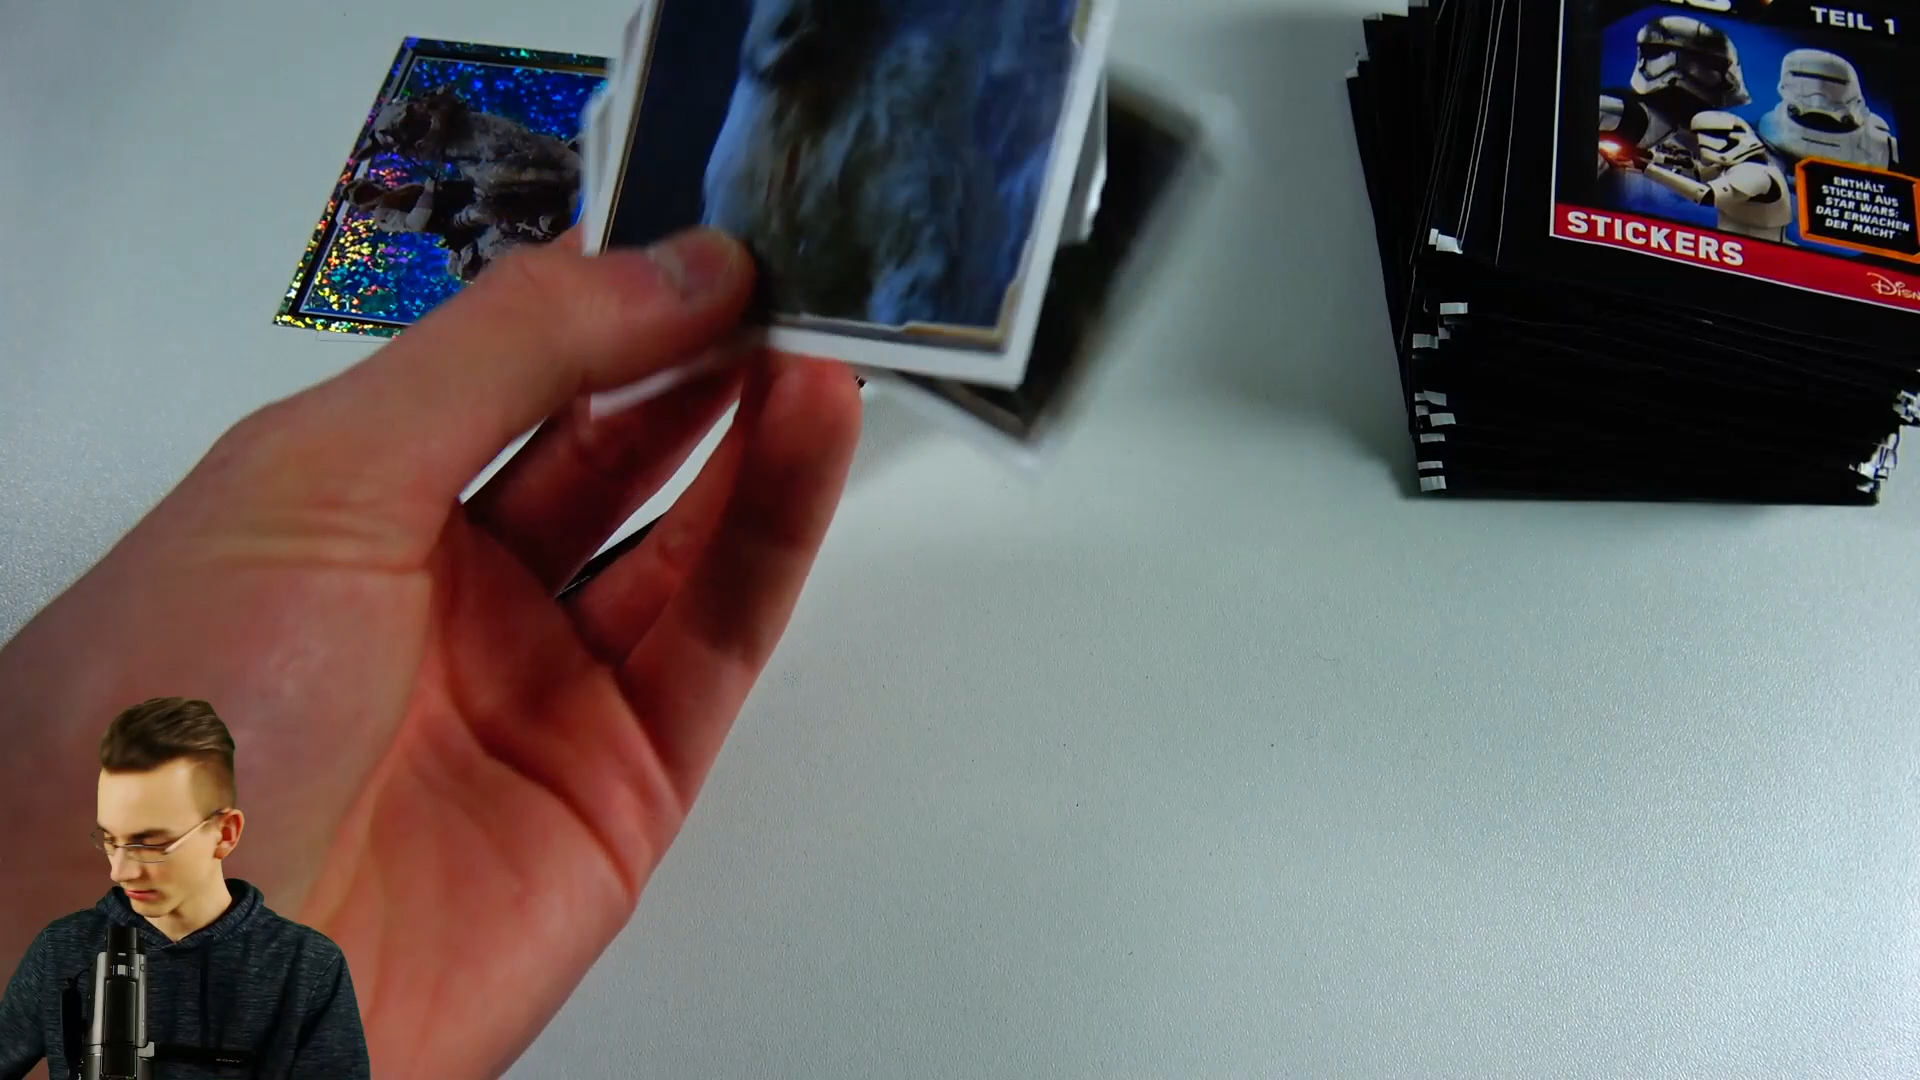 TEIL 1
ENTHÄLT
STICKER AUS
STAR WARS:
DAS ERWACHEN
DER MACHT
STICKERS